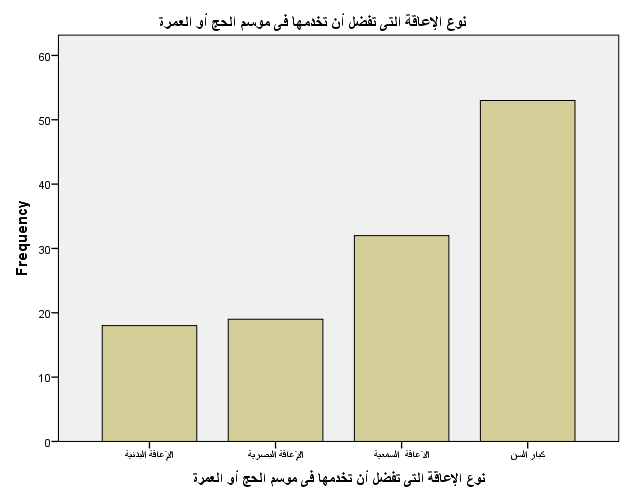 نوع الإعاقة التى تفضل أن تخدمها فى موسم الحج أو العمرة
60
50
40
30
20
10
0
Frequency
الإعاقة البدنية
الإعاقة البصرية
الاعاقة السمعية
كبار السن
نوع الإعاقة التى تفضل أن تخدمها فى موسم الحج أو العمرة